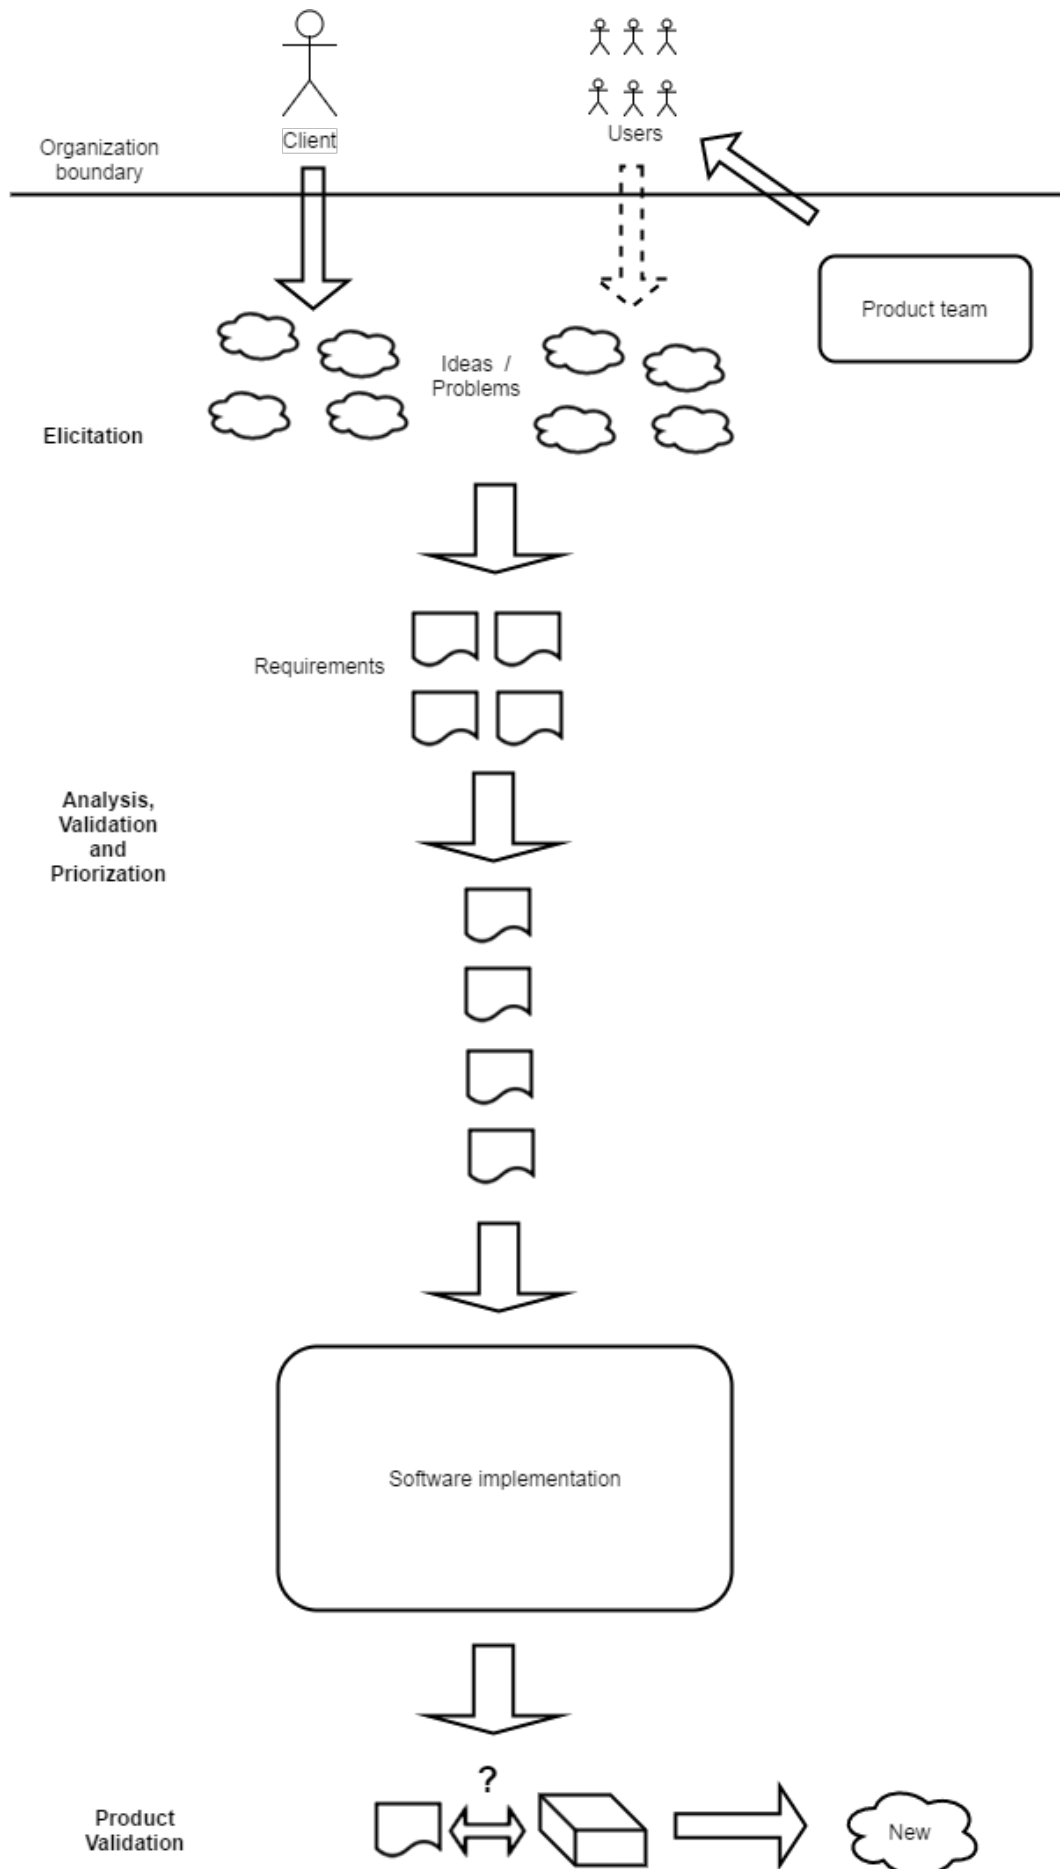 Client
Users
Organization
boundary
Product team
Ideas /
Problems
Elicitation
Requirements
Analysis,
Validation
and
Priorization
Software implementation
?
Product
Validation
New